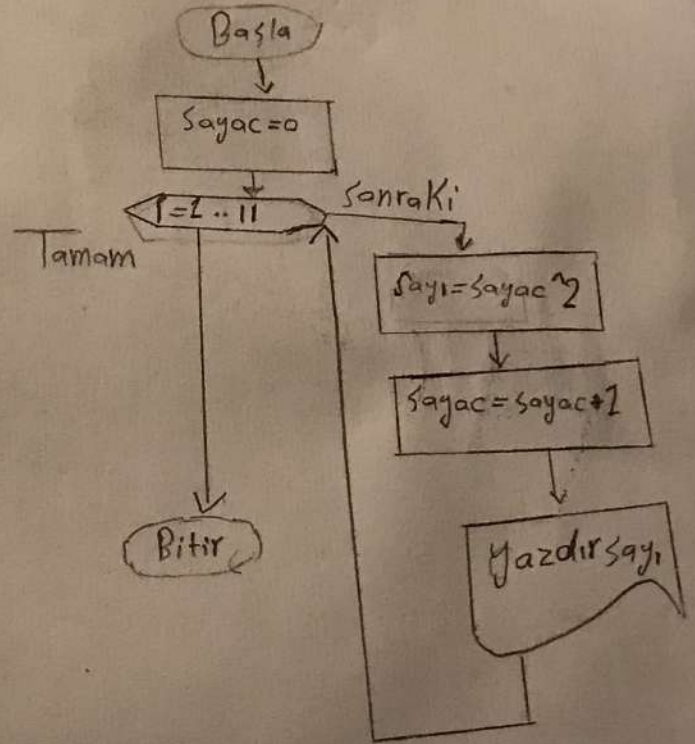 Başla
Sayac=0
I=1..11
Sonraki
Tamam
Sayı=Sayac^2
Sayac=Sayac+1
Bitir
Yazdır Sayı